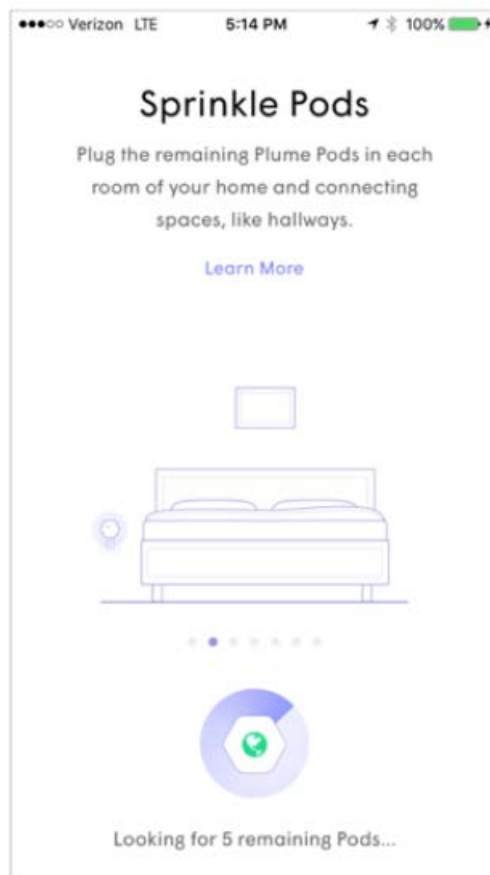 Verizon LTE 5:14 PM 100%
Sprinkle Pods
Plug the remaining Plume Pods in each
room of your home and connecting
spaces, like hallways.
Learn More
Looking for 5 remaining Pods...